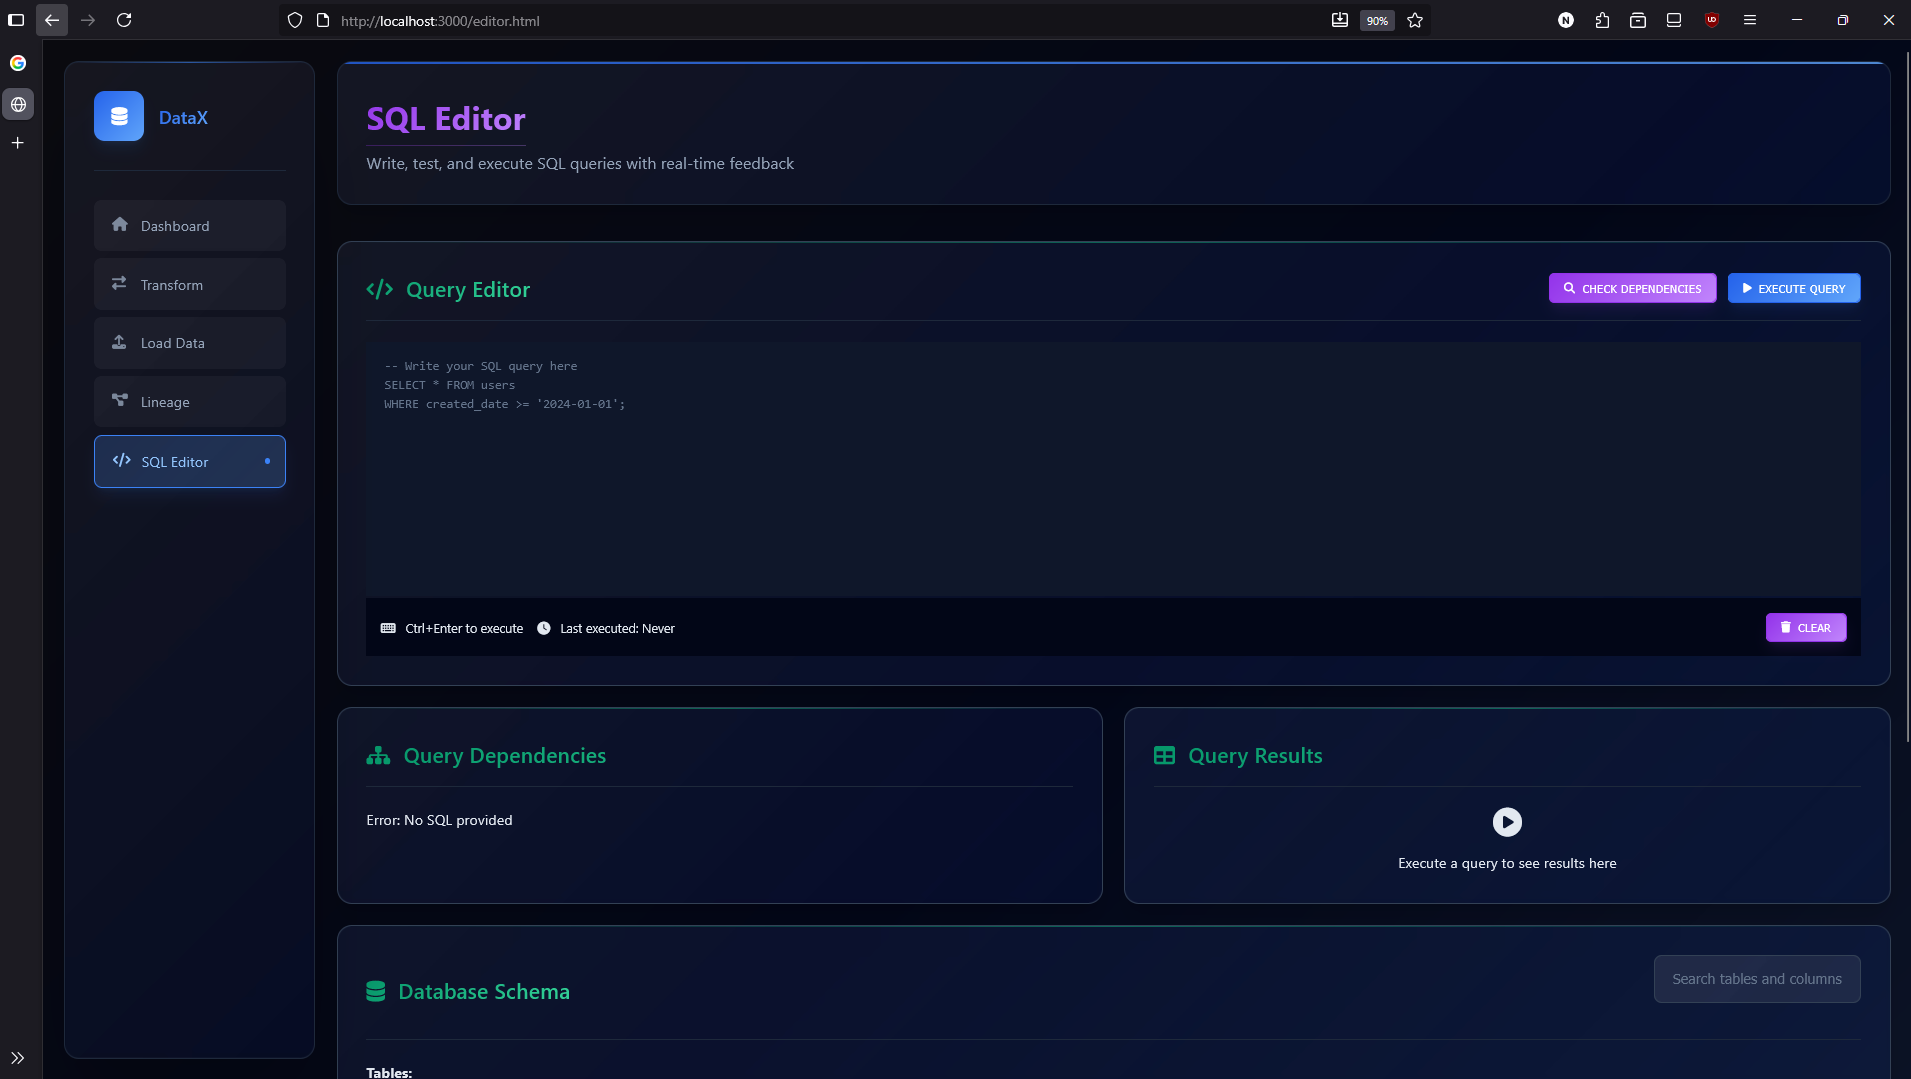 http://localhost:3000/editor.html
90%
N
DataX
Dashboard
Transform
Load Data
Lineage
SQL Editor
SQL Editor
Write, test, and execute SQL queries with real-time feedback
Query Editor
CHECK DEPENDENCIES
EXECUTE QUERY
-- Write your SQL query here
SELECT * FROM users
WHERE created_date >= '2024-01-01';
Ctrl+Enter to execute
Last executed: Never
CLEAR
Query Dependencies
Error: No SQL provided
Query Results
Execute a query to see results here
Database Schema
Search tables and columns
Tables: